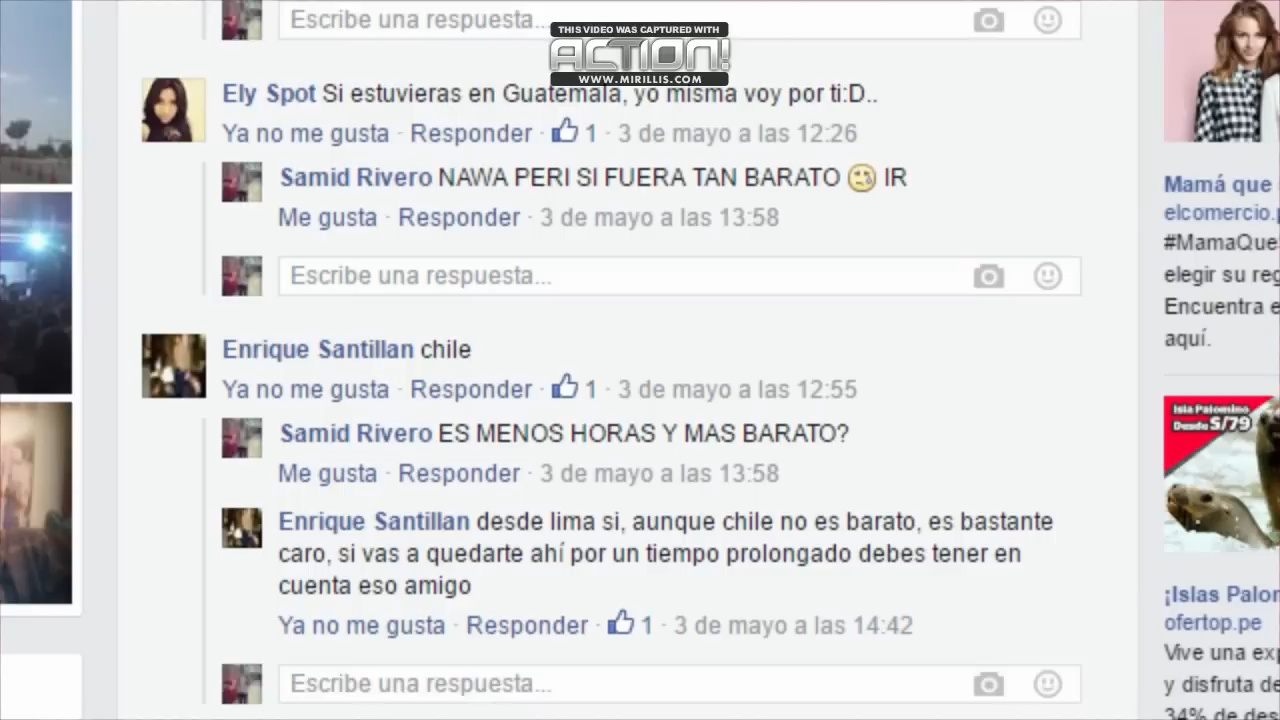 Escribe una respuesta...
THIS VIDEO WAS CAPTURED WITH
ACTION!
WWW.MIRILLIS.COM
Ely Spot Si estuvieras en Guatemala, yo misma voy por ti:D..
Ya no me gusta · Responder · 1 · 3 de mayo a las 12:26
Samid Rivero NAWA PERI SI FUERA TAN BARATO IR
Me gusta · Responder · 3 de mayo a las 13:58
Escribe una respuesta...
Enrique Santillan chile
Ya no me gusta · Responder · 1 · 3 de mayo a las 12:55
Samid Rivero ES MENOS HORAS Y MAS BARATO?
Me gusta · Responder · 3 de mayo a las 13:58
Enrique Santillan desde lima si, aunque chile no es barato, es bastante
caro, si vas a quedarte ahí por un tiempo prolongado debes tener en
cuenta eso amigo
Ya no me gusta · Responder · 1 · 3 de mayo a las 14:42
Escribe una respuesta...
Mamá que
elcomercio.p
#MamaQue
elegir su reg
Encuentra e
aquí.
Isla Palomino
Desde S/79
¡Islas Palor
ofertop.pe
Vive una exp
y disfruta de
34% de des